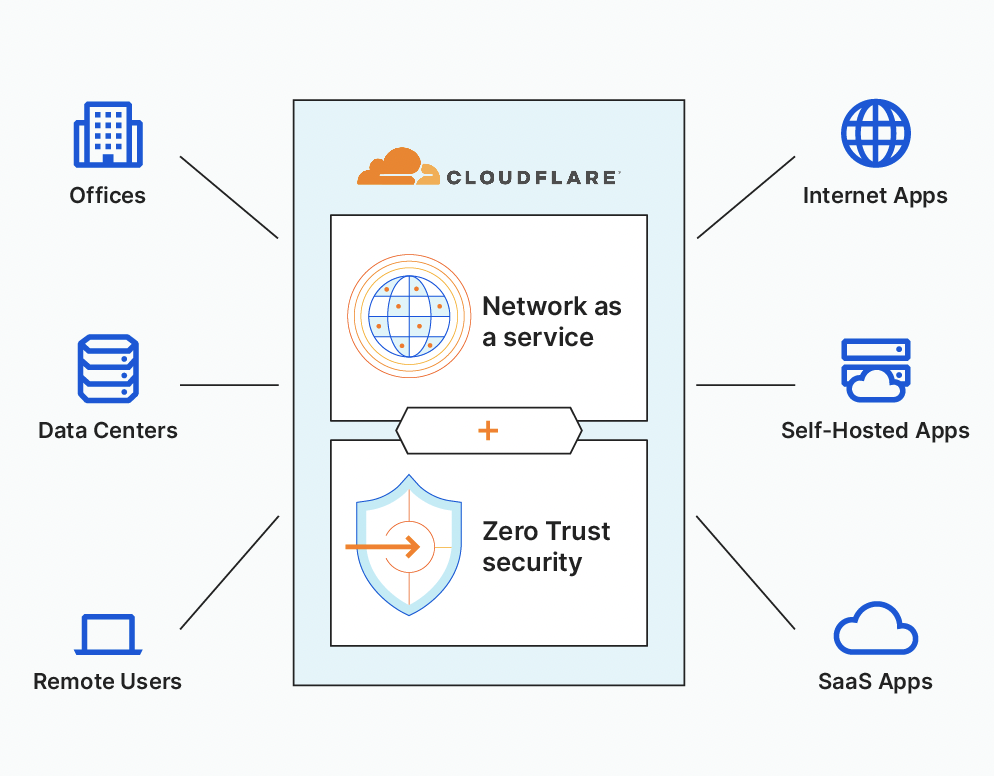 CLOUDFLARE
Offices
Internet Apps
Network as
a service
Data Centers
Self-Hosted Apps
+
Zero Trust
security
Remote Users
SaaS Apps